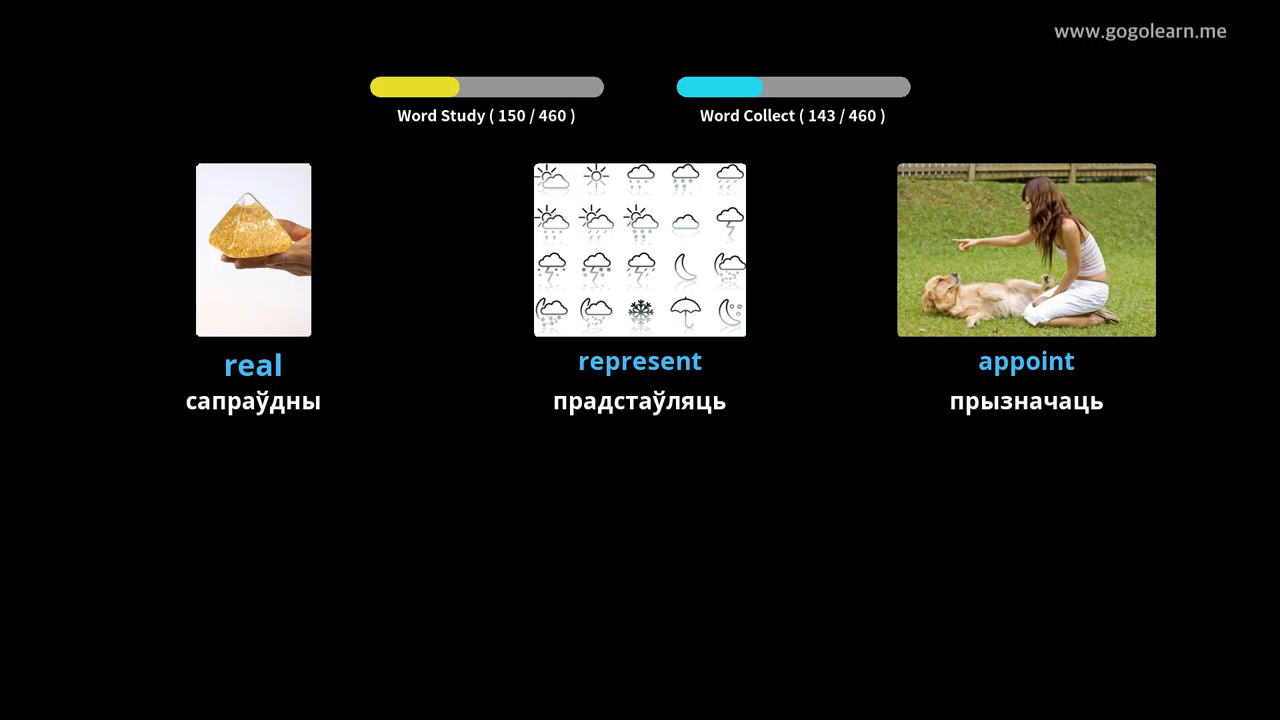 www.gogolearn.me
Word Study ( 150 / 460 )
Word Collect ( 143 / 460 )
real
represent
appoint
сапраўдны
прадстаўляць
прызначаць